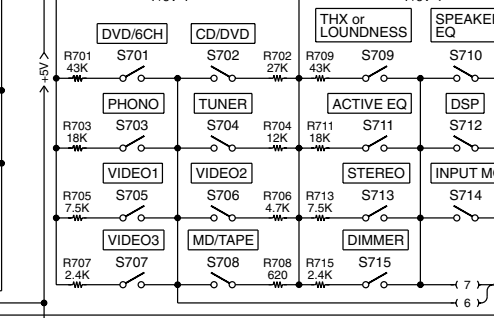 THX or
LOUNDNESS
SPEAKER
EQ
DVD/6CH
CD/DVD
R701
43K
S701
S702
R702
27K
R709
43K
S709
S710
+5V
PHONO
TUNER
ACTIVE EQ
DSP
R703
18K
S703
S704
R704
12K
R711
18K
S711
S712
VIDEO1
VIDEO2
STEREO
INPUT MO
R705
7.5K
S705
S706
R706
4.7K
R713
7.5K
S713
S714
VIDEO3
MD/TAPE
DIMMER
R707
2.4K
S707
S708
R708
620
R715
2.4K
S715
7
6